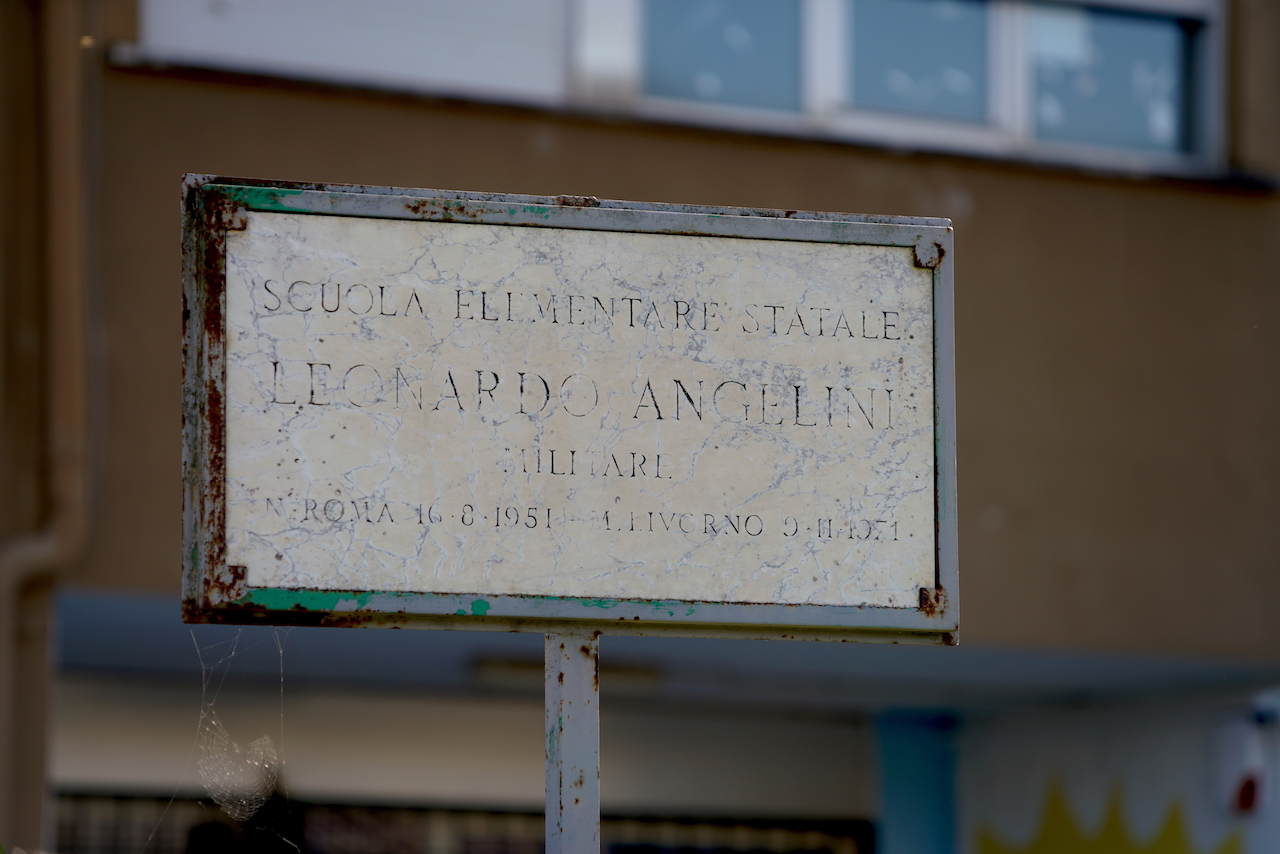 SCUOLA ELEMENTARE STATALE
LEONARDO ANGELINI
MILITARE
N. ROMA 16·8·1951 - M. LIVORNO 9·11·1971·